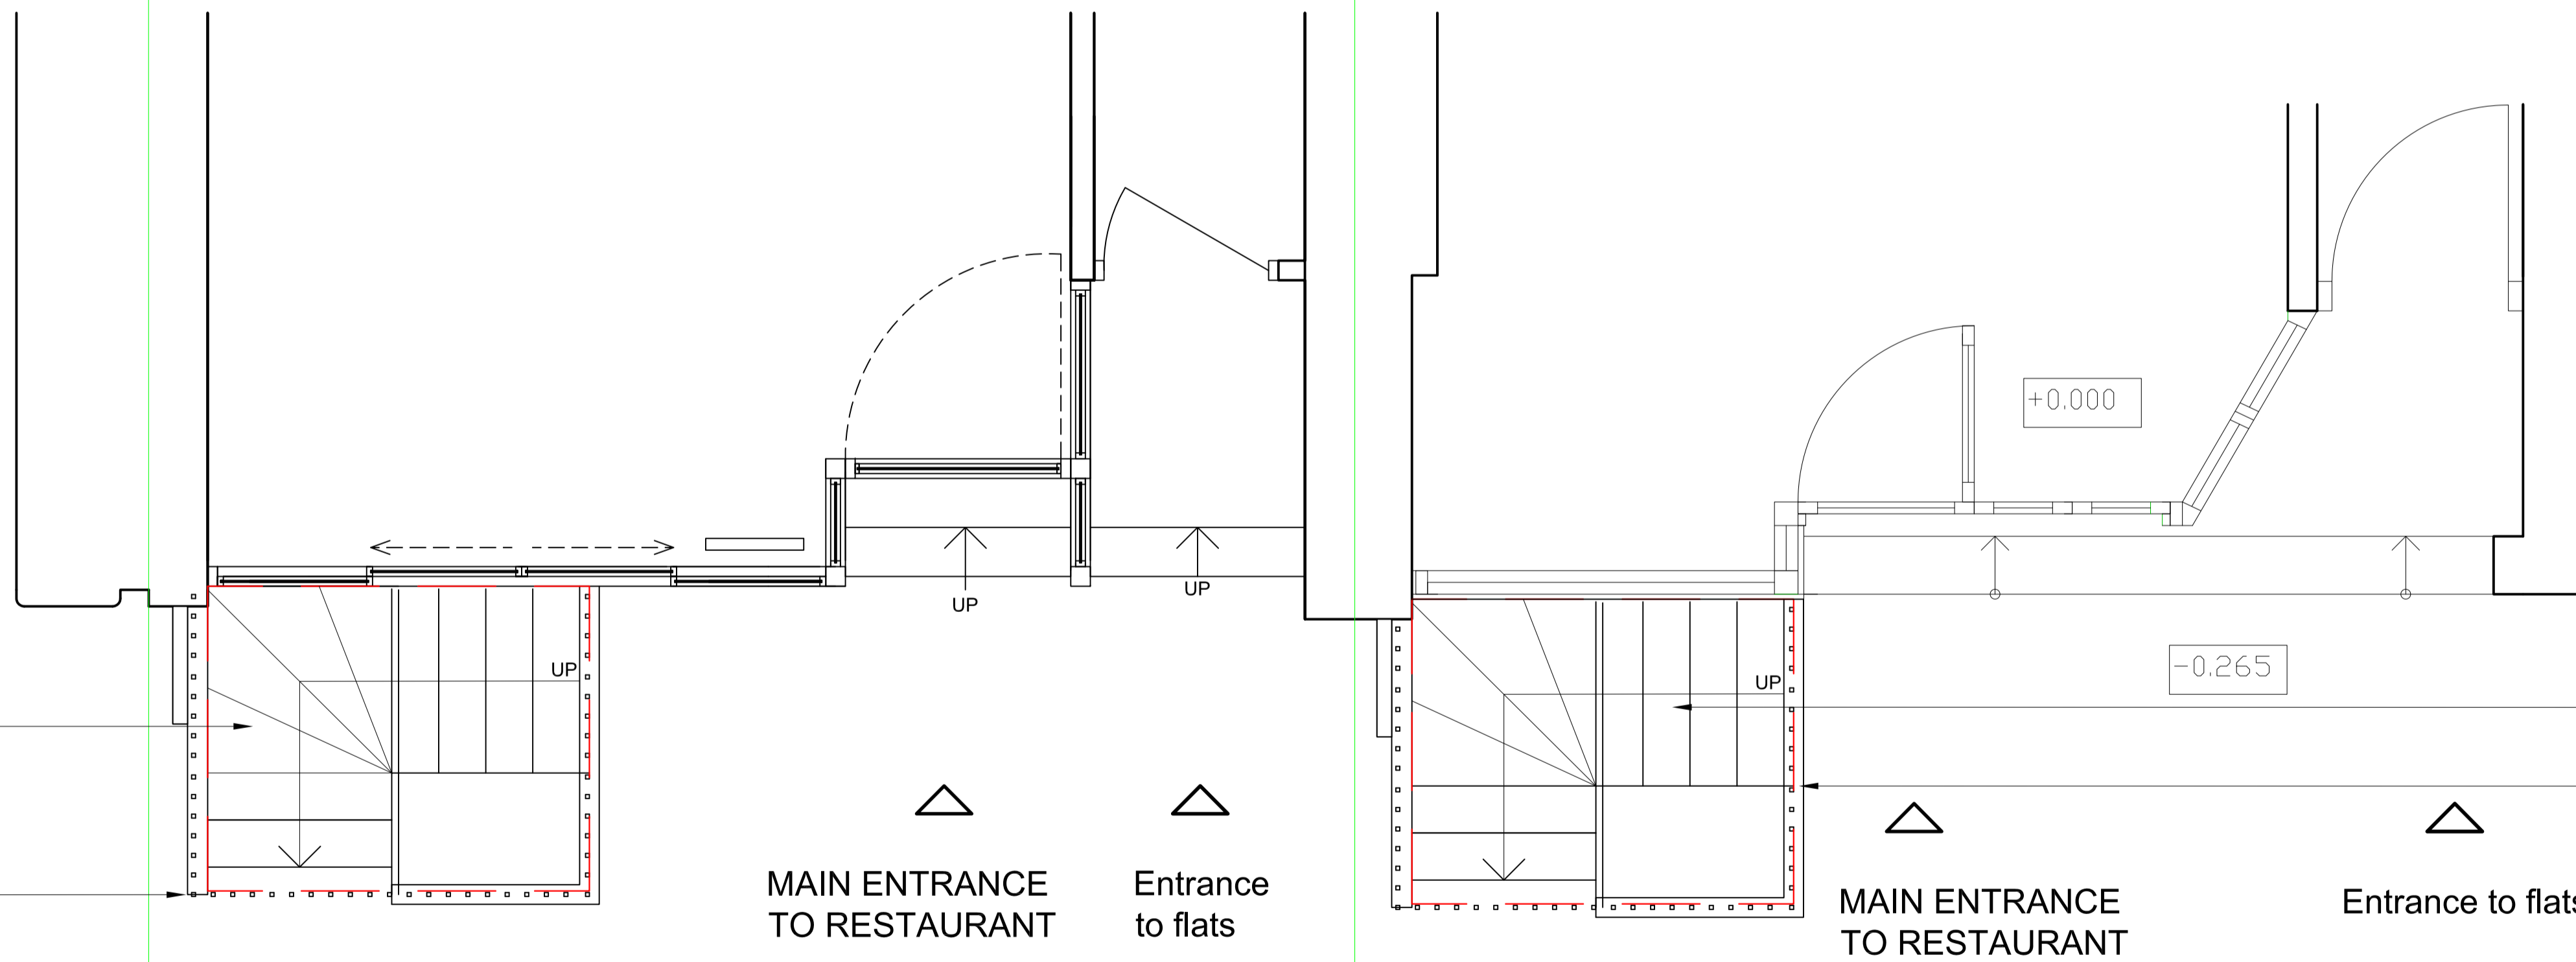 +0,000
UP
UP
-0,265
UP
UP
MAIN ENTRANCE
TO RESTAURANT
Entrance
to flats
MAIN ENTRANCE
TO RESTAURANT
Entrance to flats